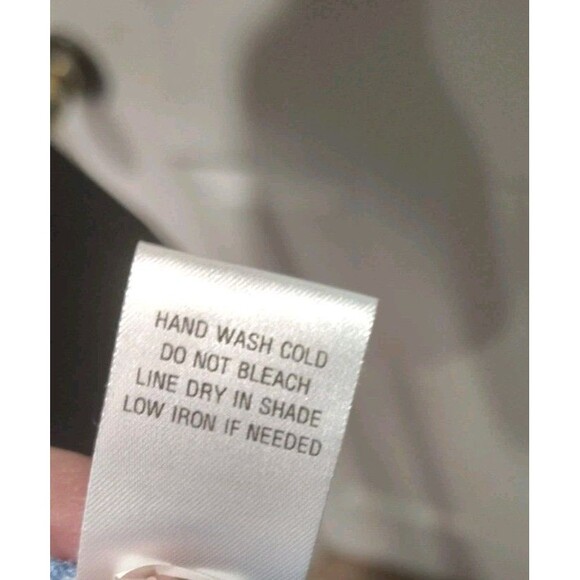 HAND WASH COLD
DO NOT BLEACH
LINE DRY IN SHADE
LOW IRON IF NEEDED